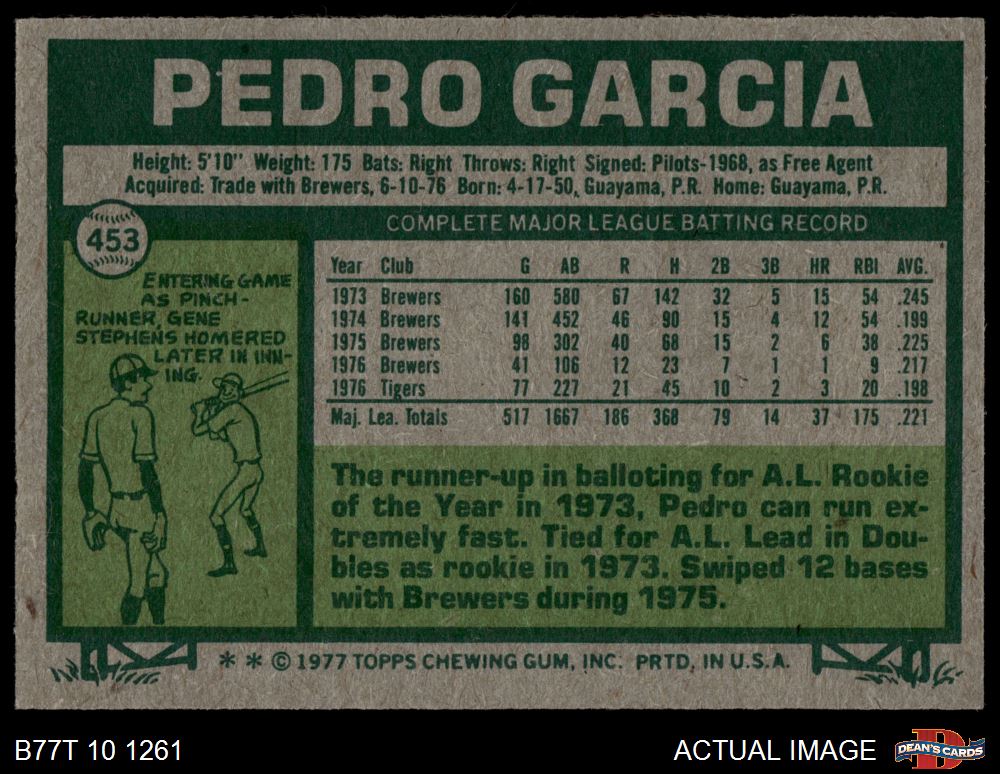 PEDRO GARCIA
Height: 5'10" Weight: 175 Bats: Right Throws: Right Signed: Pilots-1968, as Free Agent
Acquired: Trade with Brewers, 6-10-76 Born: 4-17-50, Guayama, P.R. Home: Guayama, P.R.
COMPLETE MAJOR LEAGUE BATTING RECORD
453
ENTERING GAME
AS PINCH-
RUNNER, GENE
STEPHENS HOMERED
LATER IN INN-
ING.
Year Club G AB R H 2B 3B HR RBI AVG.
1973 Brewers 160 580 67 142 32 5 15 54 .245
1974 Brewers 141 452 46 90 15 4 12 54 .199
1975 Brewers 98 302 40 68 15 2 6 38 .225
1976 Brewers 41 106 12 23 7 1 1 9 .217
1976 Tigers 77 227 21 45 10 2 3 20 .198
Maj. Lea. Totals 517 1667 186 368 79 14 37 175 .221
The runner-up in balloting for A.L. Rookie
of the Year in 1973, Pedro can run ex-
tremely fast. Tied for A.L. Lead in Dou-
bles as rookie in 1973. Swiped 12 bases
with Brewers during 1975.
* * © 1977 TOPPS CHEWING GUM, INC. PRTD. IN U.S.A.
B77T 10 1261
ACTUAL IMAGE
DEAN'S CARDS